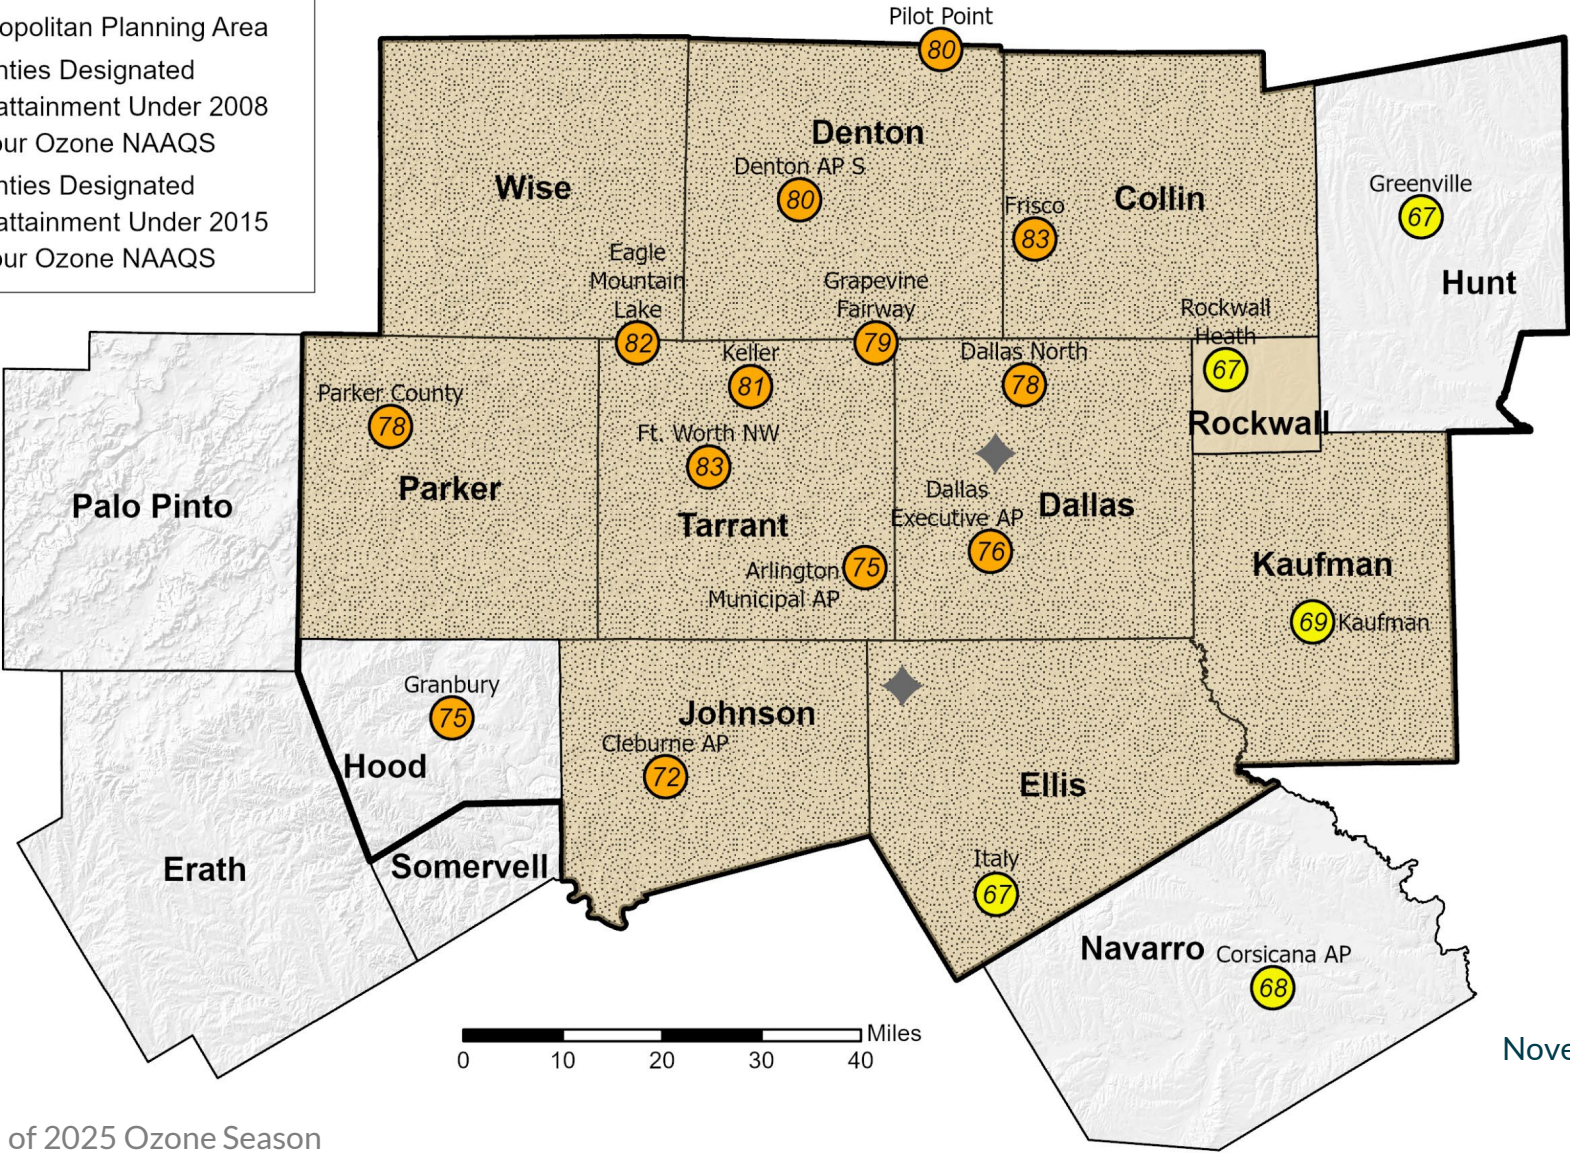 opolitan Planning Area
nties Designated
attainment Under 2008
our Ozone NAAQS
nties Designated
attainment Under 2015
our Ozone NAAQS
Pilot Point
80
Denton
Denton AP S
80
Wise
Collin
Frisco
83
Greenville
67
Hunt
Eagle
Mountain
Lake
82
Grapevine
Fairway
79
Rockwall
Heath
67
Rockwall
Keller
81
Dallas North
78
Parker County
78
Ft. Worth NW
83
Parker
Palo Pinto
Tarrant
Dallas
Executive AP
76
Dallas
Arlington
Municipal AP
75
Kaufman
69
Kaufman
Granbury
75
Hood
Johnson
Cleburne AP
72
Ellis
Erath
Somervell
Italy
67
Navarro
Corsicana AP
68
Miles
0 10 20 30 40
Nove
of 2025 Ozone Season